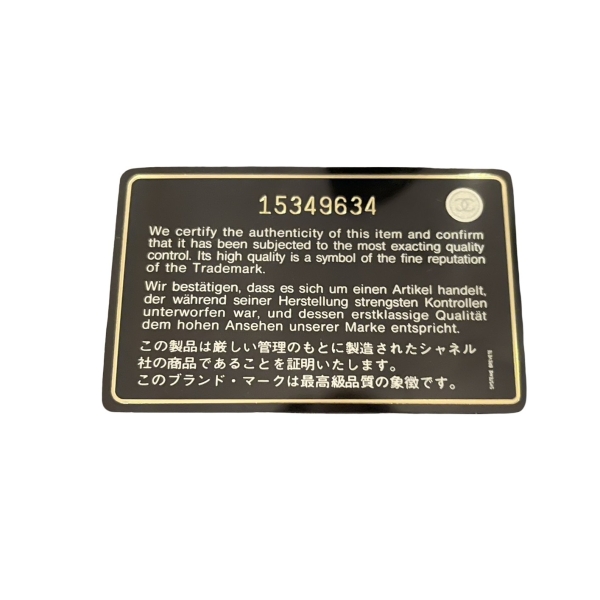 15349634
We certify the authenticity of this item and confirm
that it has been subjected to the most exacting quality
control. Its high quality is a symbol of the fine reputation
of the Trademark.
Wir bestätigen, dass es sich um einen Artikel handelt,
der während seiner Herstellung strengsten Kontrollen
unterworfen war, und dessen erstklassige Qualität
dem hohen Ansehen unserer Marke entspricht.
この製品は厳しい管理のもとに製造されたシャネル
社の商品であることを証明いたします。
このブランド・マークは最高級品質の象徴です。